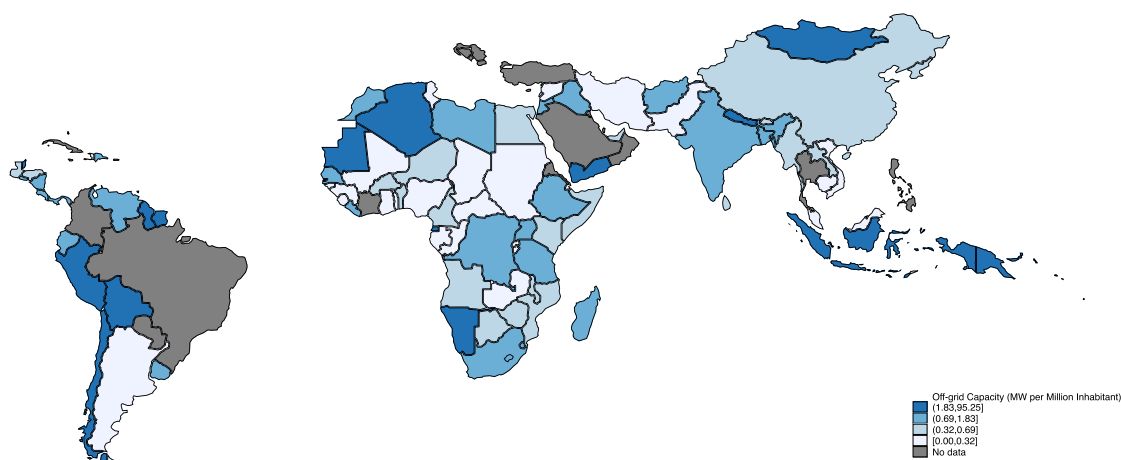 Off-grid Capacity (MW per Million Inhabitant)
(1.83,95.25]
(0.69,1.83]
(0.32,0.69]
[0.00,0.32]
No data